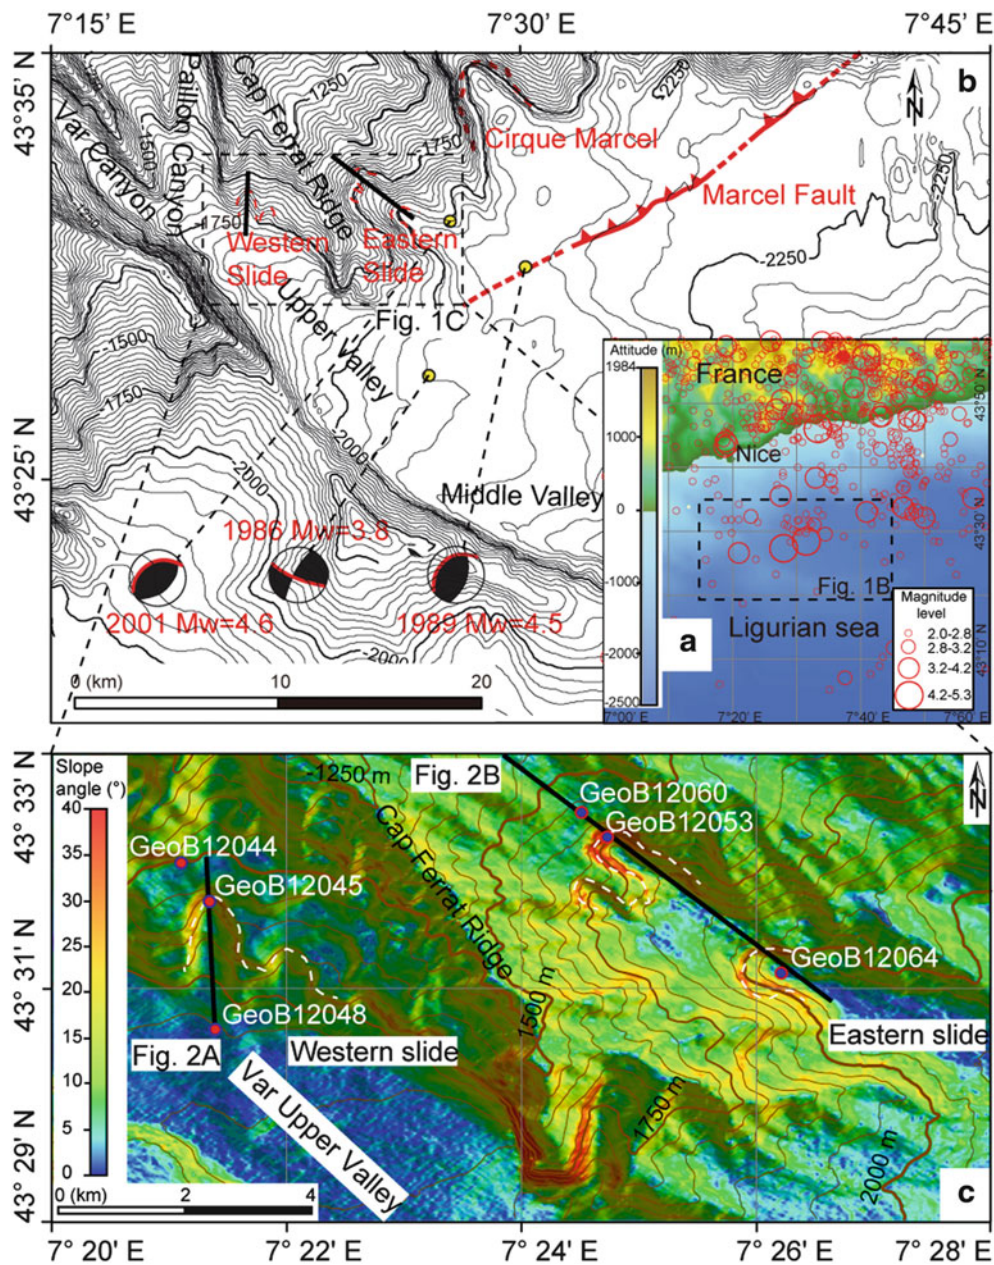 7°15' E
7°30' E
7°45' E
43°35' N
43°25' N
b
N
Var Canyon
Paillon Canyon
Cap Ferrat Ridge
-1250
-1500
-1250
-1750
-2250
-2250
-2250
Cirque Marcel
Marcel Fault
-1750
Western
Slide
Eastern
Slide
Fig. 1C
Upper Valley
-1500
-1750
-2000
-2000
Middle Valley
1986 Mw=3.8
2001 Mw=4.6
1989 Mw=4.5
-2000
0 (km)
10
20
Attitude (m)
1984
1000
0
-1000
-2000
-2500
France
Nice
Fig. 1B
Ligurian sea
a
Magnitude
level
2.0-2.8
2.8-3.2
3.2-4.2
4.2-5.3
43°50' N
43°30' N
43°10' N
7°00' E
7°20' E
7°40' E
7°60' E
Slope
angle (°)
40
35
30
25
20
15
10
5
0
0 (km)
2
4
43° 33' N
43° 31' N
43° 29' N
-1250 m
Fig. 2B
N
GeoB12060
GeoB12053
GeoB12044
GeoB12045
Cap Ferrat Ridge
GeoB12064
1500 m
GeoB12048
Eastern slide
Fig. 2A
Western slide
Var Upper Valley
1750 m
2000 m
c
7° 20' E
7° 22' E
7° 24' E
7° 26' E
7° 28' E